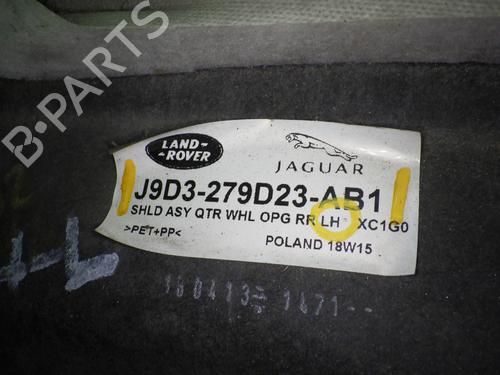 B-PARTS
LAND-
ROVER
JAGUAR
J9D3-279D23-AB1
SHLD ASY QTR WHL OPG RR LH XC1G0
>PET+PP<
POLAND 18W15